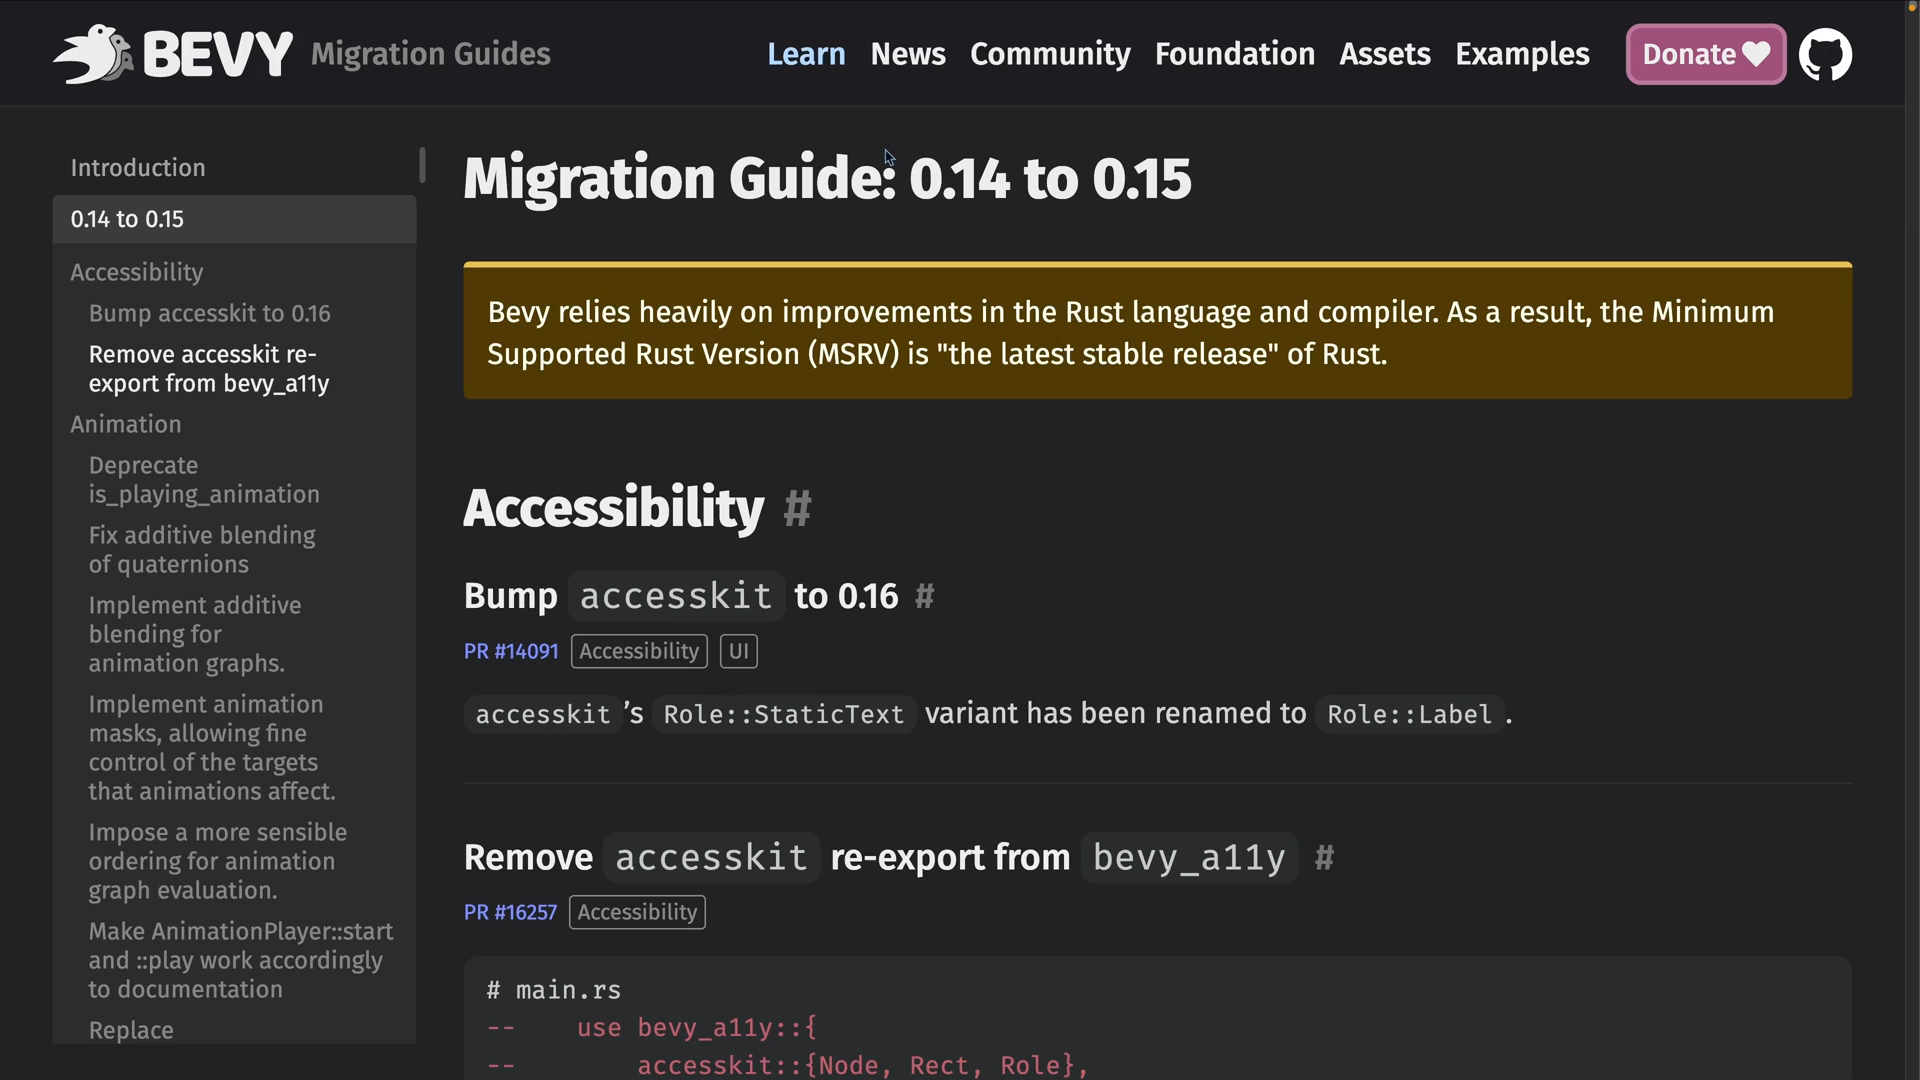 BEVY Migration Guides
Learn News Community Foundation Assets Examples Donate
Introduction
0.14 to 0.15
Accessibility
Bump accesskit to 0.16
Remove accesskit re-
export from bevy_a11y
Animation
Deprecate
is_playing_animation
Fix additive blending
of quaternions
Implement additive
blending for
animation graphs.
Implement animation
masks, allowing fine
control of the targets
that animations affect.
Impose a more sensible
ordering for animation
graph evaluation.
Make AnimationPlayer::start
and ::play work accordingly
to documentation
Replace
Migration Guide: 0.14 to 0.15
Bevy relies heavily on improvements in the Rust language and compiler. As a result, the Minimum
Supported Rust Version (MSRV) is "the latest stable release" of Rust.
Accessibility #
Bump accesskit to 0.16 #
PR #14091 Accessibility UI
accesskit’s Role::StaticText variant has been renamed to Role::Label.
Remove accesskit re-export from bevy_a11y #
PR #16257 Accessibility
# main.rs
-- use bevy_a11y::{
-- accesskit::{Node, Rect, Role},